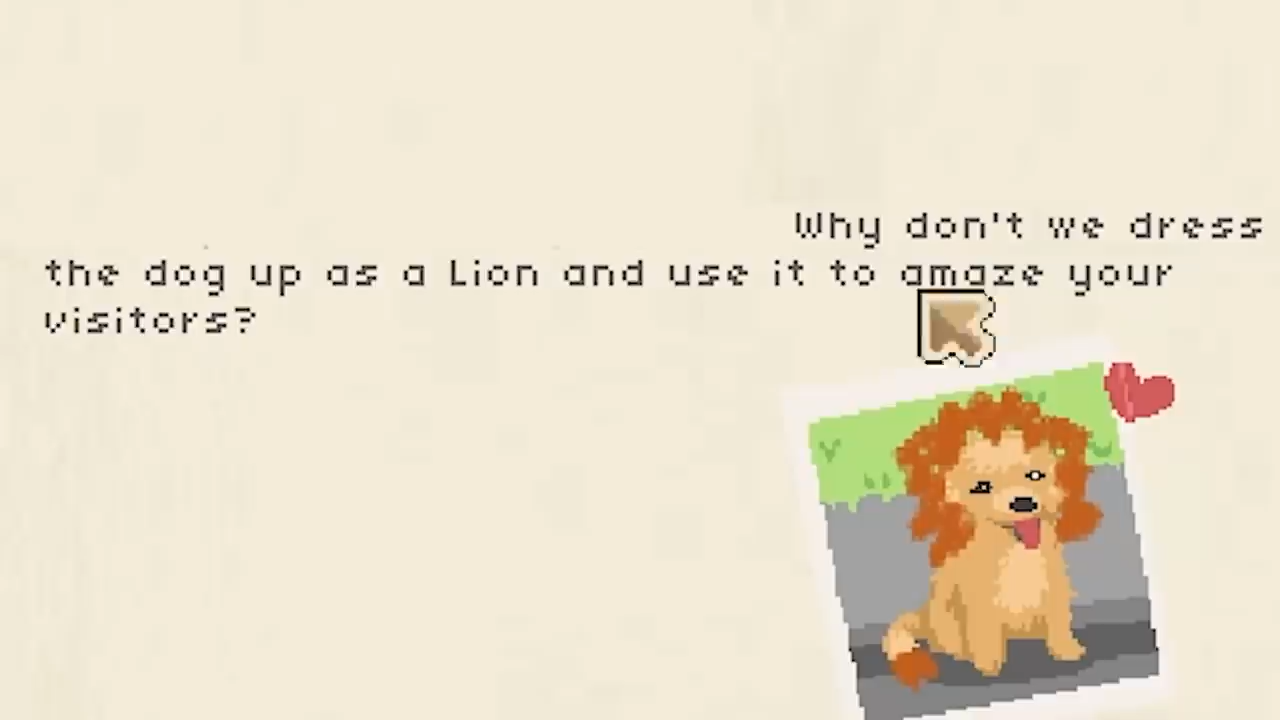 Why don't we dress
the dog up as a Lion and use it to amaze your
visitors?